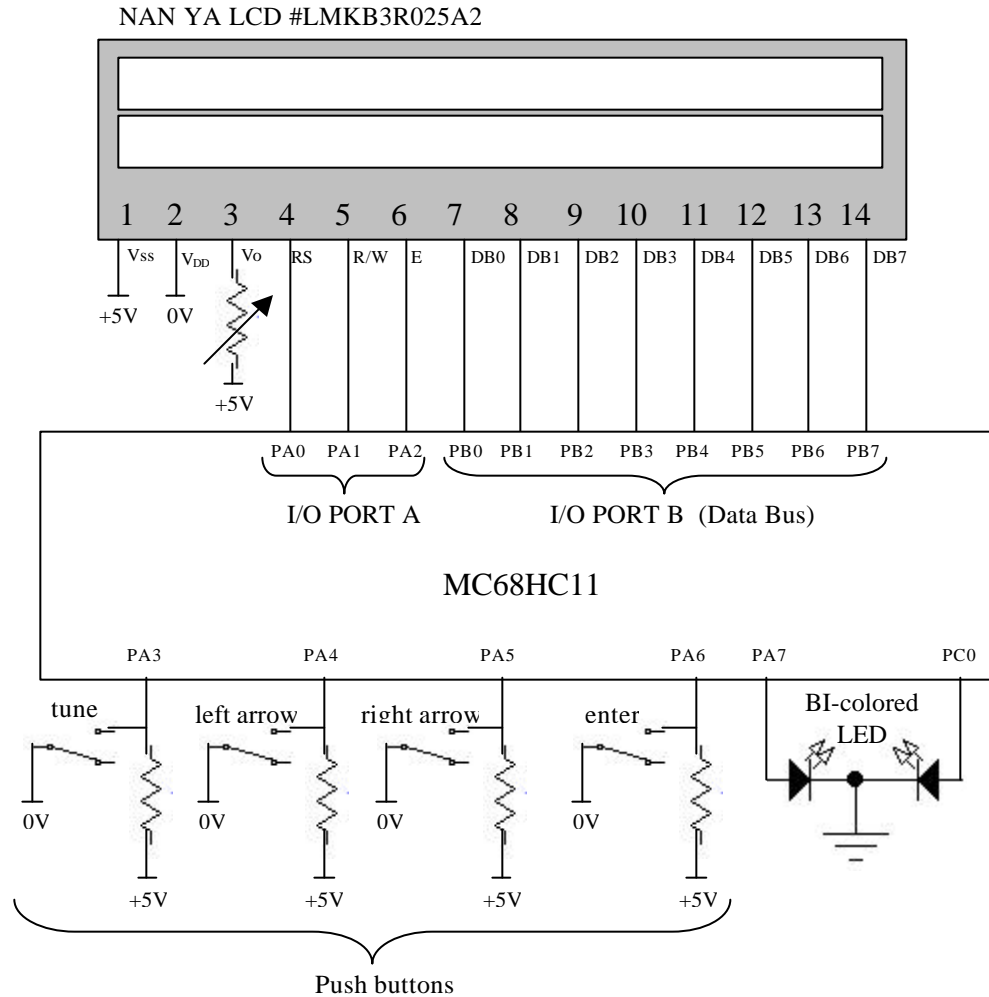 NAN YA LCD #LMKB3R025A2
1 2 3 4 5 6 7 8 9 10 11 12 13 14
Vss VDD Vo RS R/W E DB0 DB1 DB2 DB3 DB4 DB5 DB6 DB7
+5V 0V
+5V
PA0 PA1 PA2 PB0 PB1 PB2 PB3 PB4 PB5 PB6 PB7
I/O PORT A I/O PORT B (Data Bus)
MC68HC11
PA3 PA4 PA5 PA6 PA7 PC0
tune left arrow right arrow enter BI-colored
LED
0V 0V 0V 0V
+5V +5V +5V +5V
Push buttons